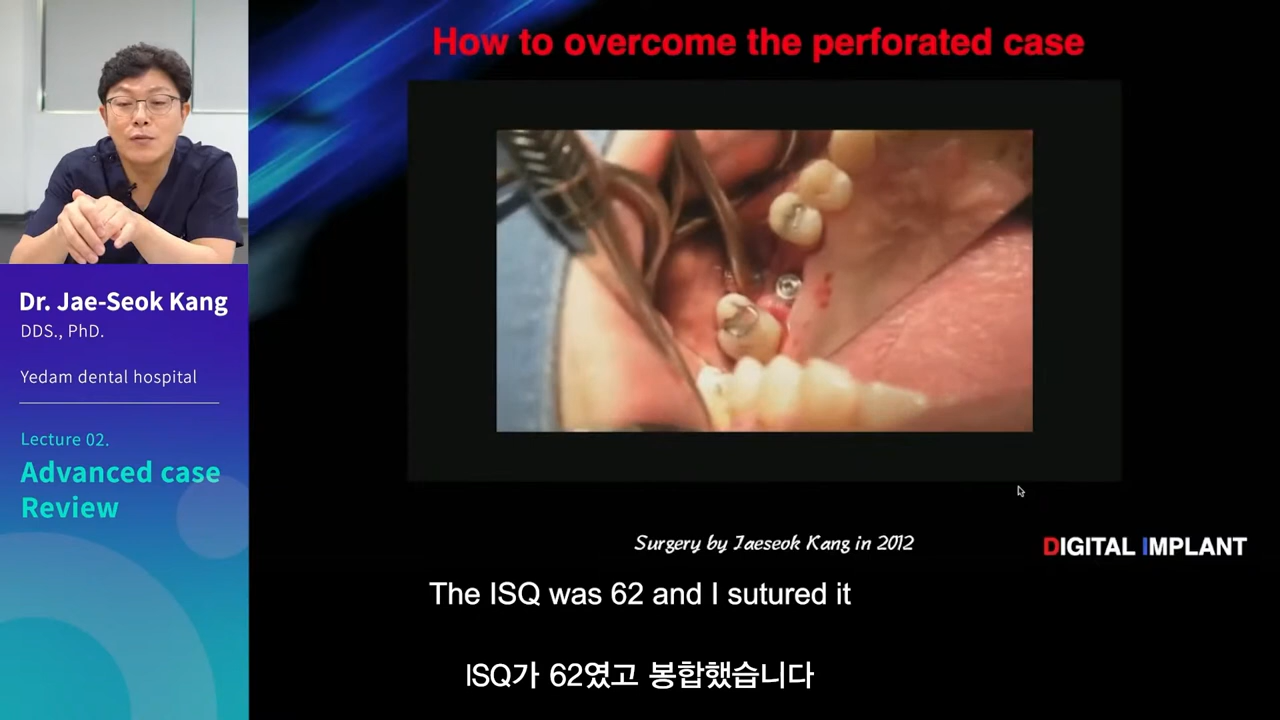 How to overcome the perforated case
Dr. Jae-Seok Kang
DDS., PhD.
Yedam dental hospital
Lecture 02.
Advanced case
Review
Surgery by Jaeseok Kang in 2012
DIGITAL IMPLANT
The ISQ was 62 and I sutured it
ISQ가 62였고 봉합했습니다